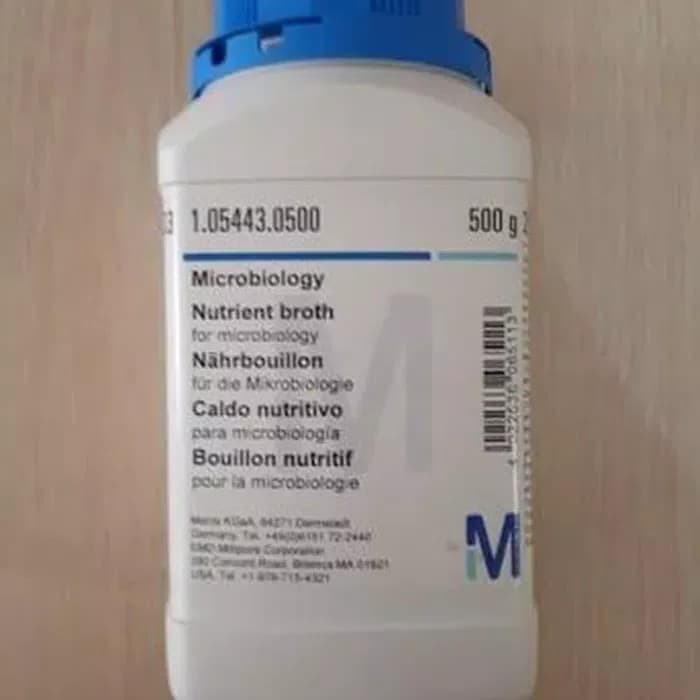 1.05443.0500 500 g
Microbiology
Nutrient broth
for microbiology
Nährbouillon
für die Mikrobiologie
Caldo nutritivo
para microbiología
Bouillon nutritif
pour la microbiologie
Merck KGaA, 64271 Darmstadt
Germany, Tel. +49(0)6151 72-2440
EMD Millipore Corporation
290 Concord Road, Billerica MA 01821
USA, Tel. +1-978-715-4321
M